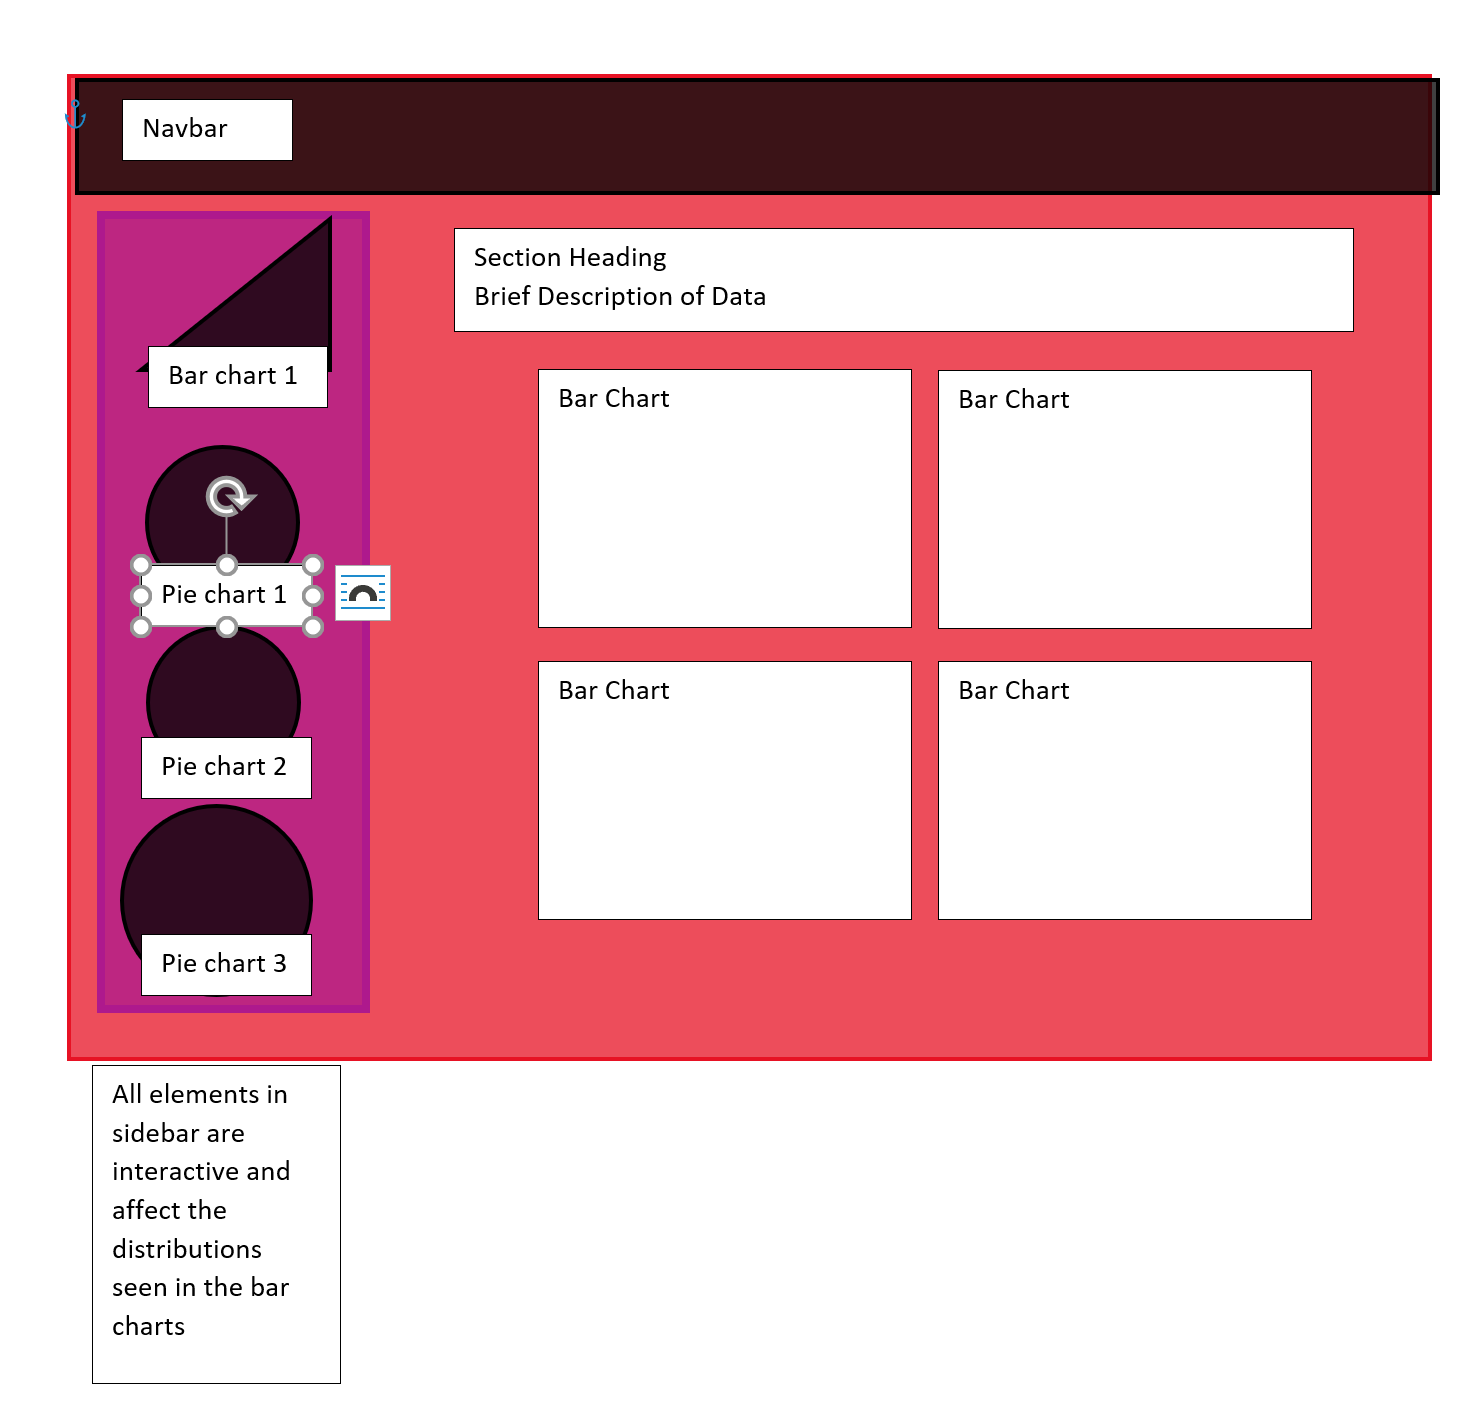 Navbar
Section Heading
Brief Description of Data
Bar chart 1
Pie chart 1
Pie chart 2
Pie chart 3
Bar Chart
Bar Chart
Bar Chart
Bar Chart
All elements in
sidebar are
interactive and
affect the
distributions
seen in the bar
charts